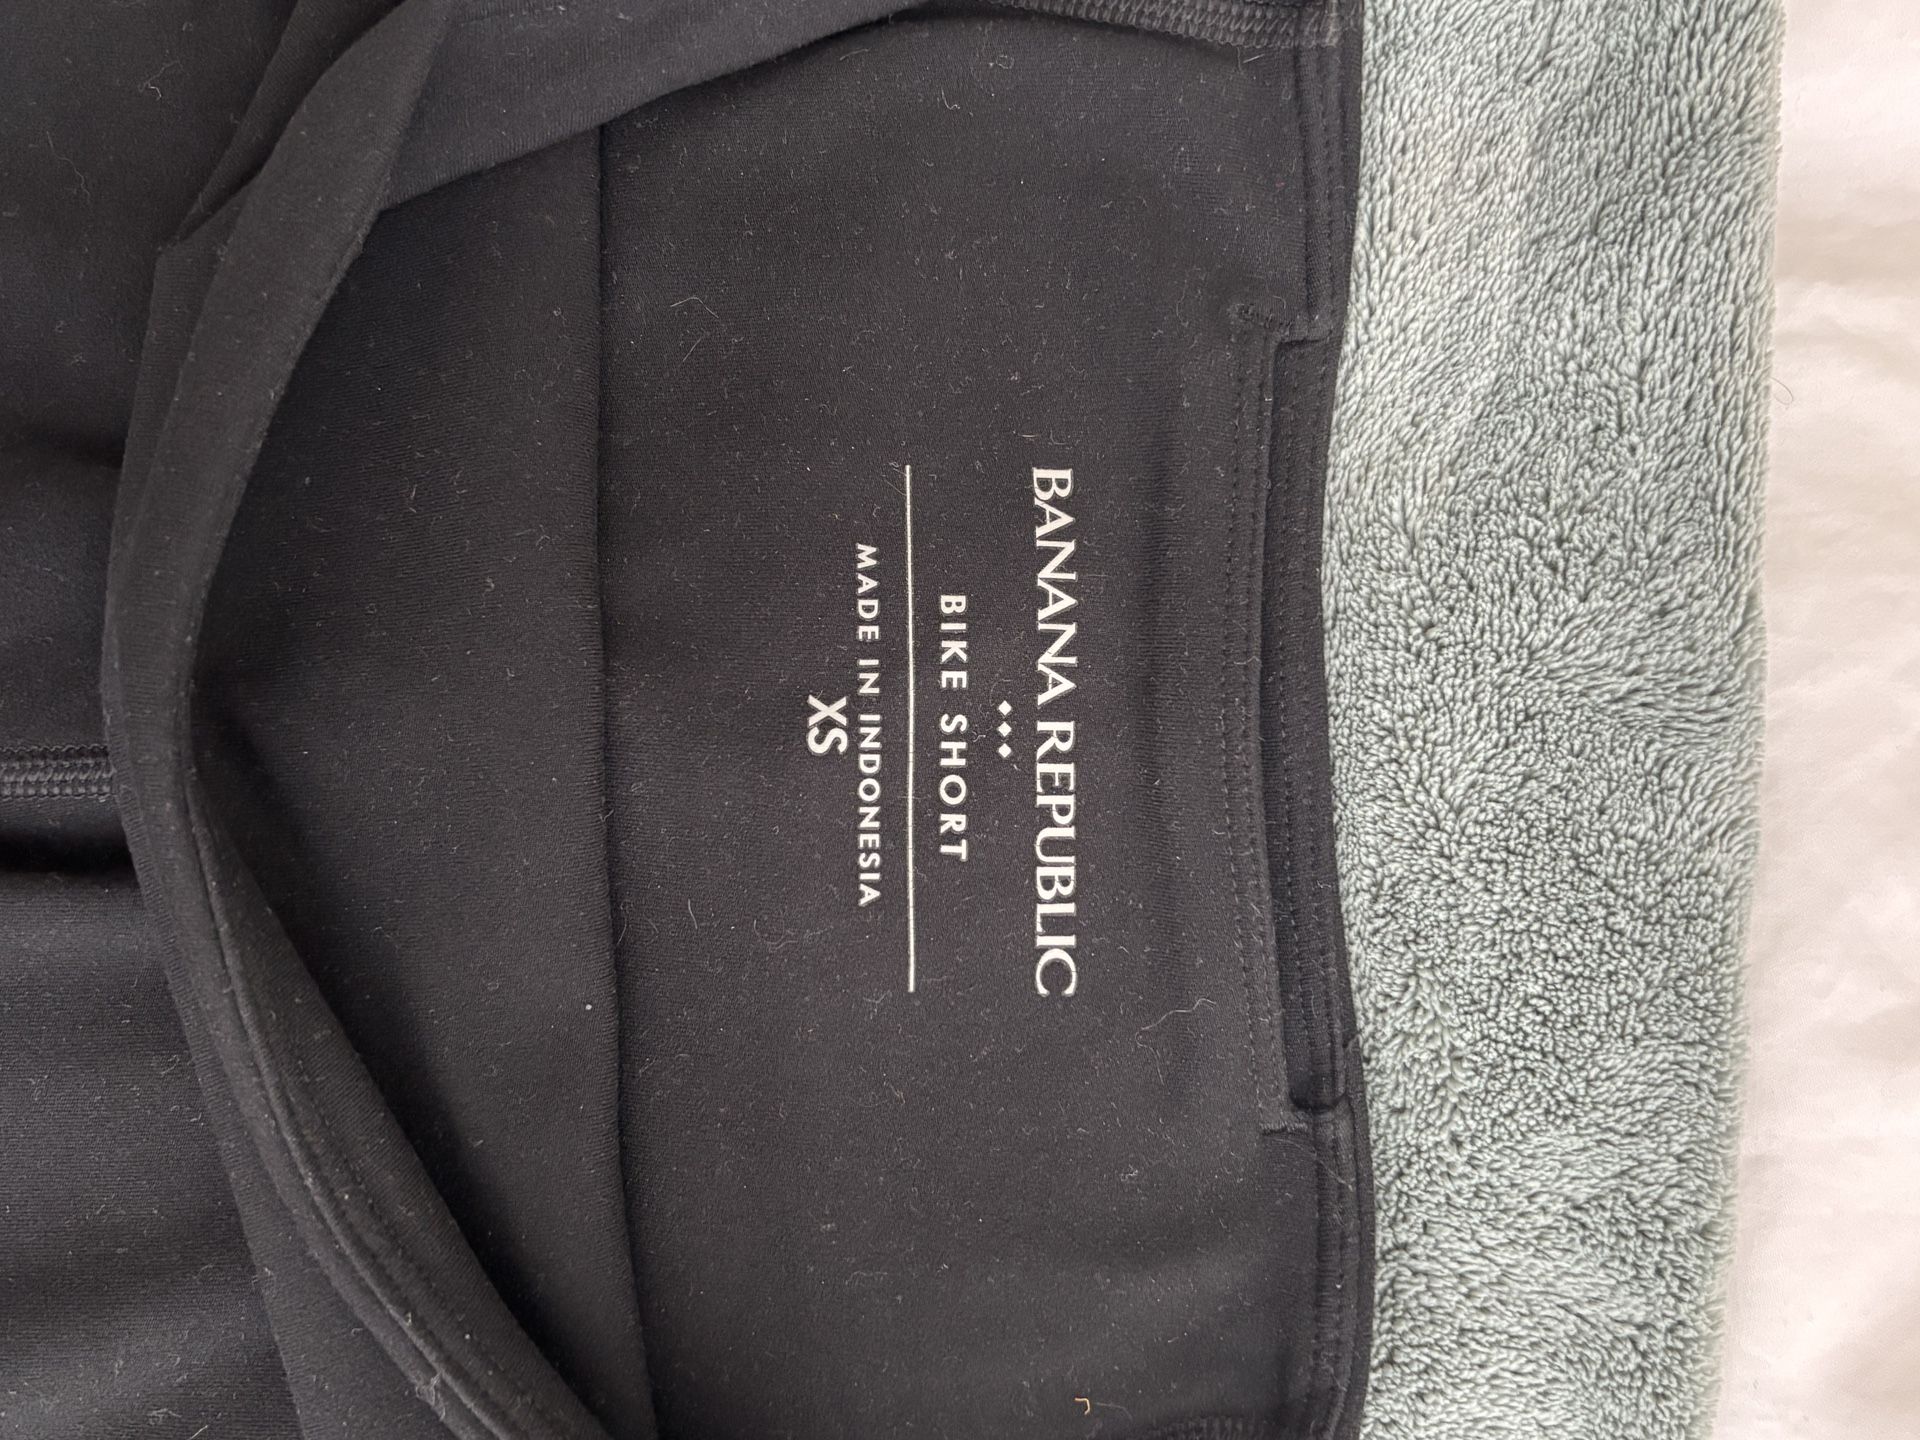 BANANA REPUBLIC
BIKE SHORT
MADE IN INDONESIA
XS